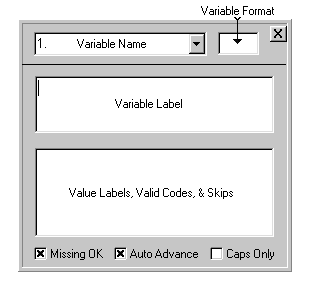 Variable Format
1. Variable Name
Variable Label
Value Labels, Valid Codes, & Skips
Missing OK Auto Advance Caps Only